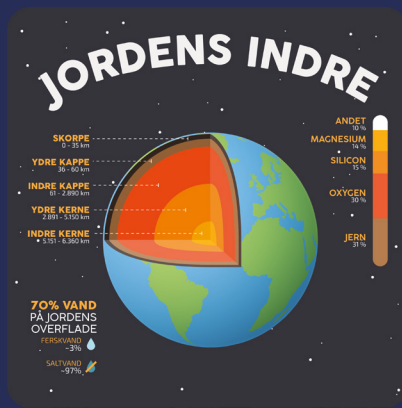 JORDENS INDRE
SKORPE
0 - 35 km
YDRE KAPPE
36 - 60 km
INDRE KAPPE
61 - 2.890 km
YDRE KERNE
2.891 - 5.150 km
INDRE KERNE
5.151 - 6.360 km
ANDET
10 %
MAGNESIUM
14 %
SILICON
15 %
OXYGEN
30 %
JERN
31 %
70% VAND
PÅ JORDENS
OVERFLADE
FERSKVAND
~3%
SALTVAND
~97%